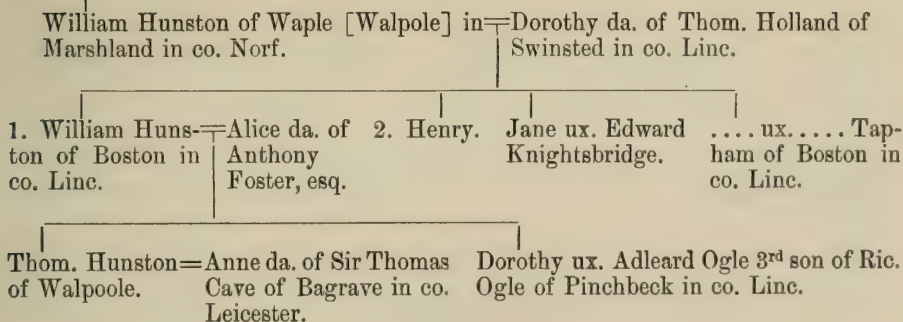 William Hunston of Waple [Walpole] in=Dorothy da. of Thom. Holland of
Marshland in co. Norf. Swinsted in co. Linc.
1. William Huns-=Alice da. of 2. Henry. Jane ux. Edward .... ux..... Tap-
ton of Boston in Anthony Knightsbridge. ham of Boston in
co. Linc. Foster, esq. co. Linc.
Thom. Hunston=Anne da. of Sir Thomas Dorothy ux. Adleard Ogle 3rd son of Ric.
of Walpoole. Cave of Bagrave in co. Ogle of Pinchbeck in co. Linc.
Leicester.